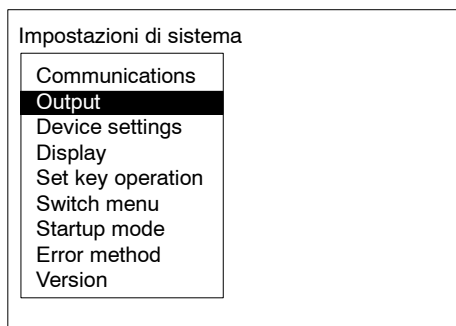 Impostazioni di sistema
Communications
Output
Device settings
Display
Set key operation
Switch menu
Startup mode
Error method
Version